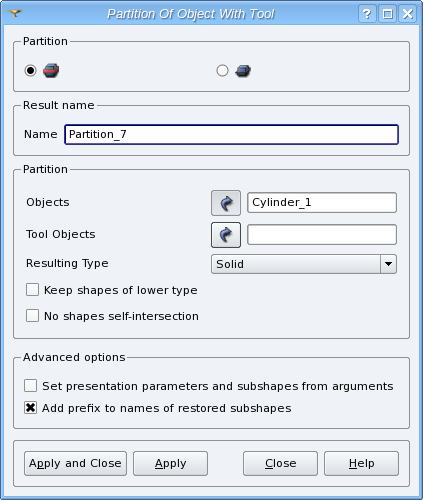 Partition Of Object With Tool
Partition
Result name
Name Partition_7
Partition
Objects Cylinder_1
Tool Objects
Resulting Type Solid
Keep shapes of lower type
No shapes self-intersection
Advanced options
Set presentation parameters and subshapes from arguments
Add prefix to names of restored subshapes
Apply and Close Apply Close Help